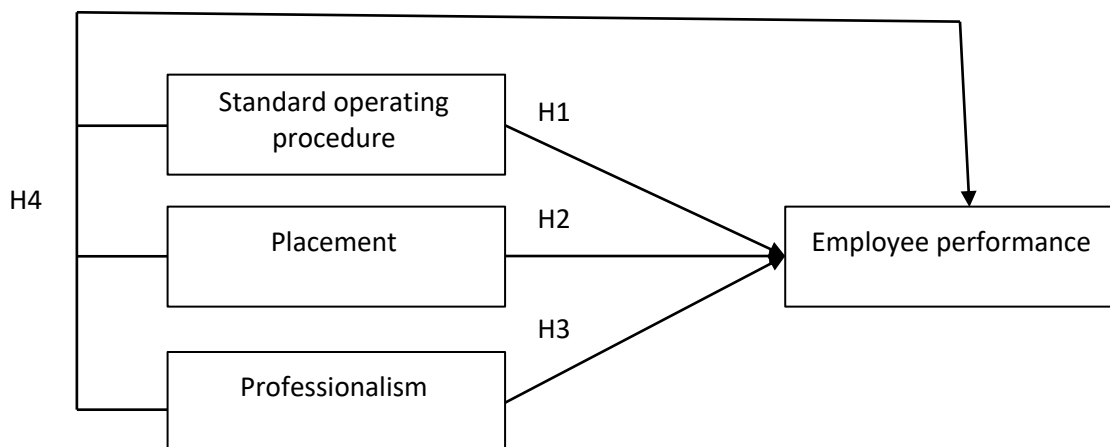 Standard operating
procedure
H1
H4
Placement
H2
Employee performance
H3
Professionalism